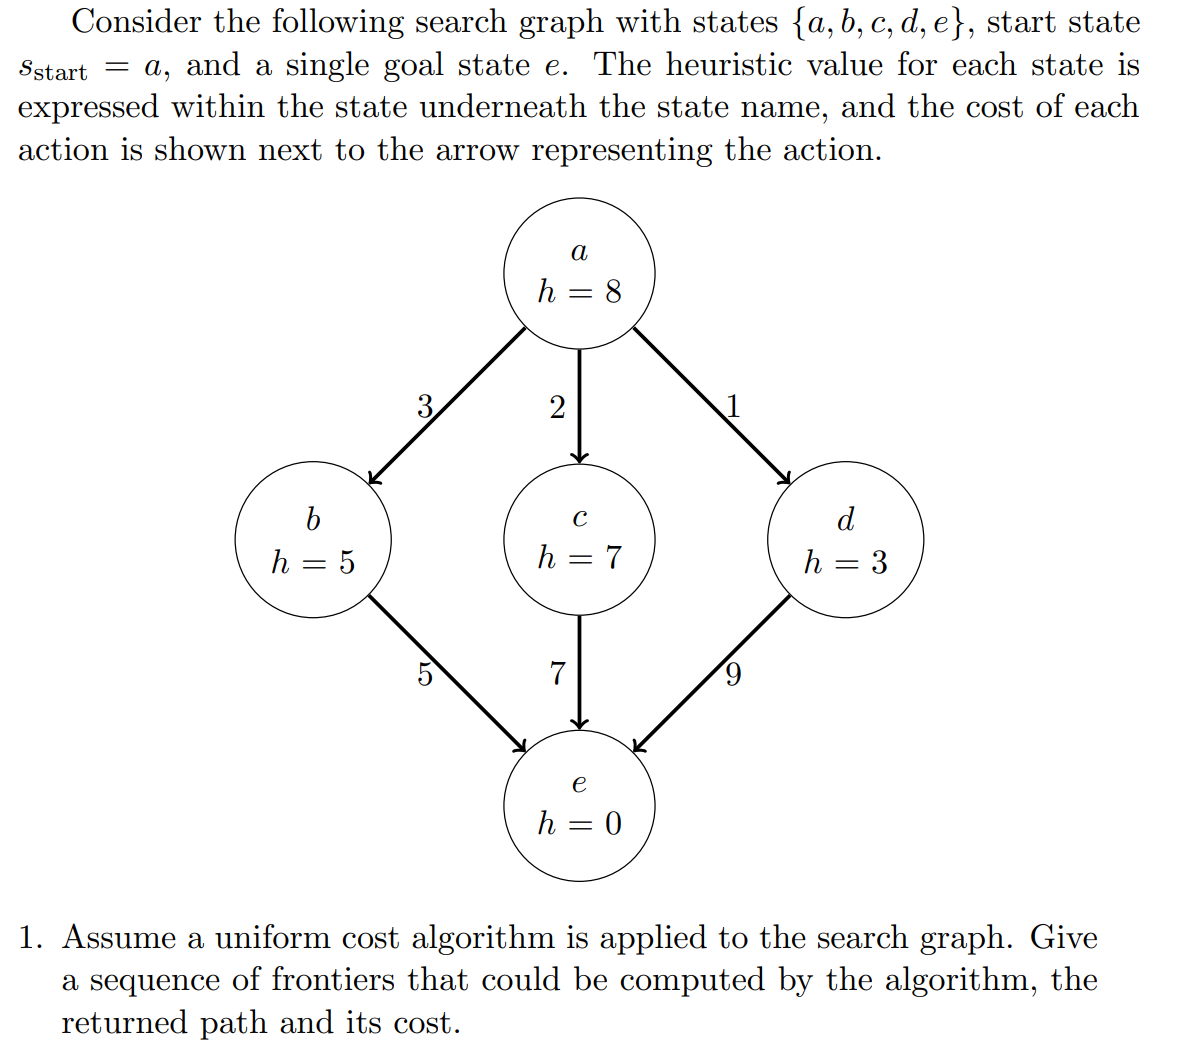 Consider the following search graph with states {a, b, c, d, e}, start state
s_start = a, and a single goal state e. The heuristic value for each state is
expressed within the state underneath the state name, and the cost of each
action is shown next to the arrow representing the action.
a
h = 8
3
2
1
b
h = 5
c
h = 7
d
h = 3
5
7
9
e
h = 0
1. Assume a uniform cost algorithm is applied to the search graph. Give
a sequence of frontiers that could be computed by the algorithm, the
returned path and its cost.